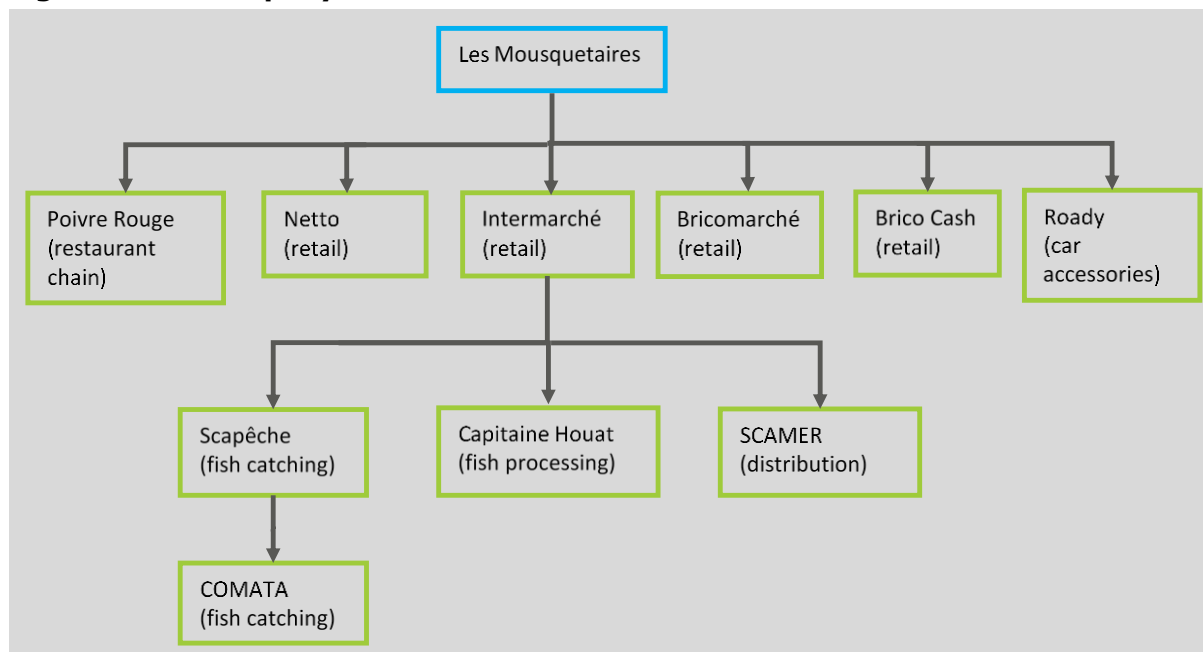 Les Mousquetaires
Poivre Rouge
(restaurant
chain)
Netto
(retail)
Intermarché
(retail)
Bricomarché
(retail)
Brico Cash
(retail)
Roady
(car
accessories)
Scapêche
(fish catching)
Capitaine Houat
(fish processing)
SCAMER
(distribution)
COMATA
(fish catching)